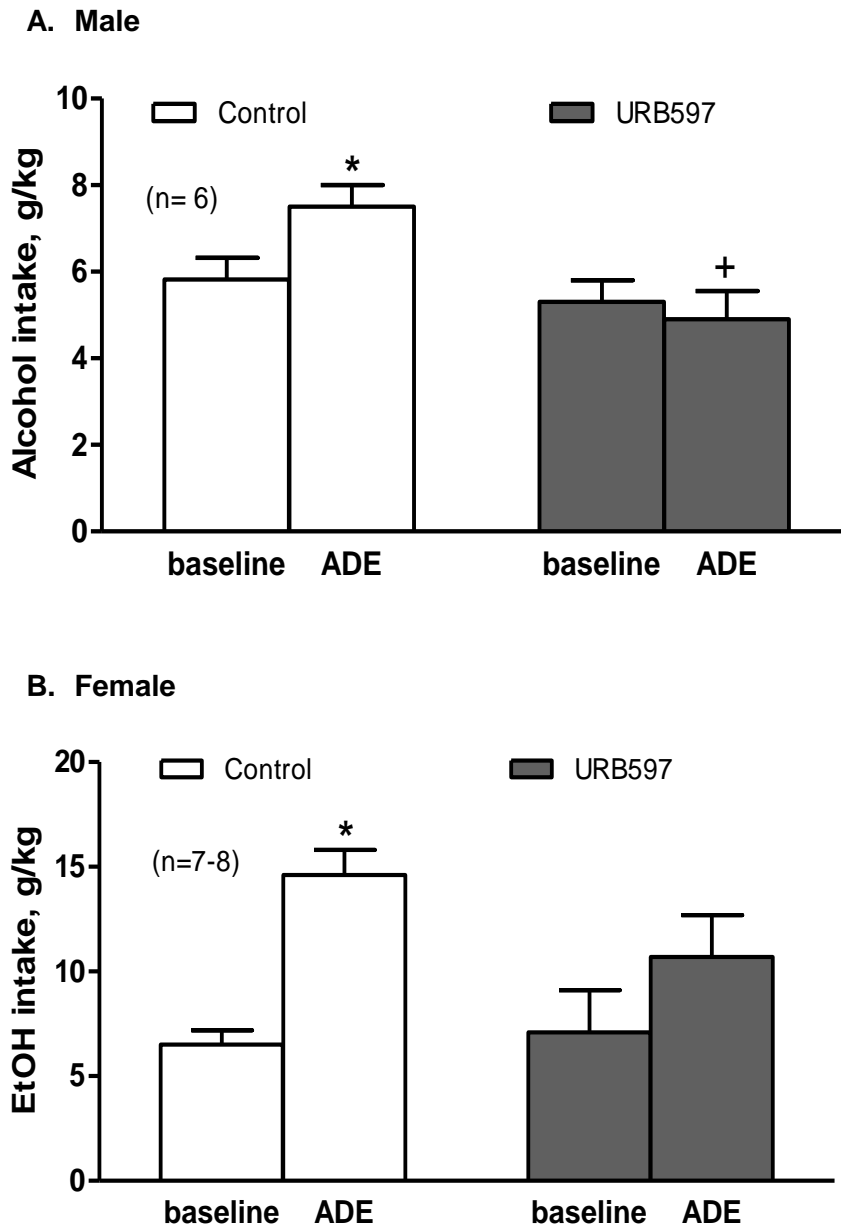 A. Male
Alcohol intake, g/kg
10
8
6
4
2
0
Control
URB597
(n= 6)
*
+
baseline ADE baseline ADE
B. Female
EtOH intake, g/kg
20
15
10
5
0
Control
URB597
(n=7-8)
*
baseline ADE baseline ADE